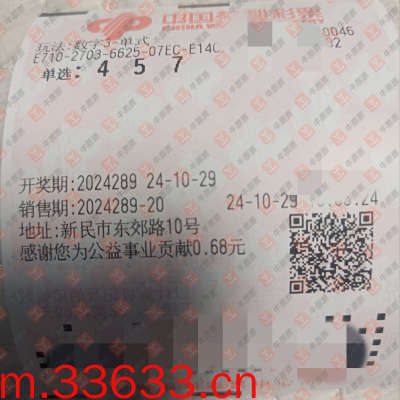 玩法:数字3-单式
0046
E710-2703-6625-07EC-E14C
02
单选: 4 5 7
开奖期:2024289 24-10-29
销售期:2024289-20 24-10-29
地址:新民市东郊路10号
感谢您为公益事业贡献0.68元
m.33633.cn